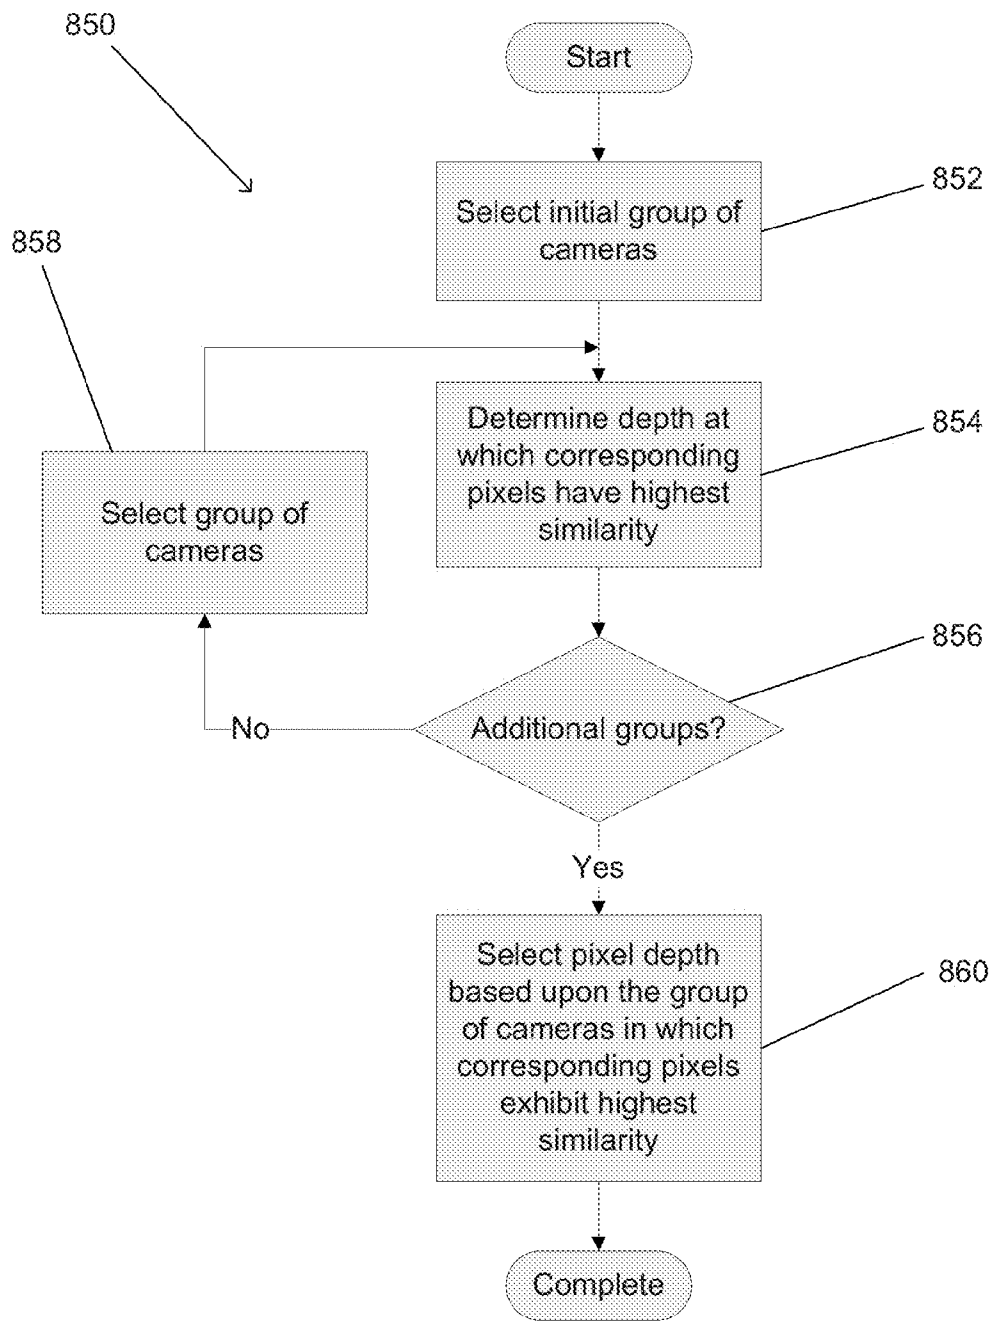 850
Start
852
Select initial group of
cameras
858
Determine depth at
which corresponding
pixels have highest
similarity
854
Select group of
cameras
856
Additional groups?
No
Yes
Select pixel depth
based upon the group
of cameras in which
corresponding pixels
exhibit highest
similarity
860
Complete